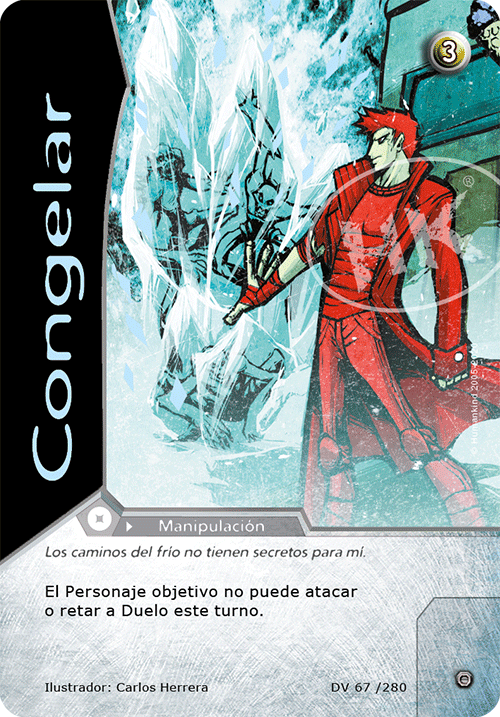 3
Congelar
HK
®
Manipulación
Los caminos del frío no tienen secretos para mí.
El Personaje objetivo no puede atacar
o retar a Duelo este turno.
Ilustrador: Carlos Herrera
DV 67 /280